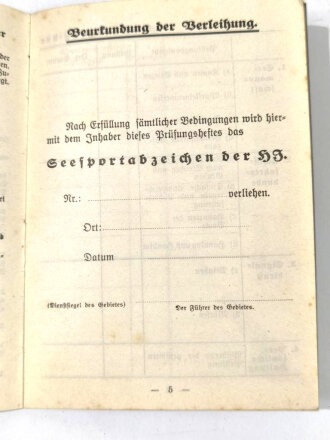 Beurkundung der Verleihung.
Nach Erfüllung sämtlicher Bedingungen wird hier-
mit dem Inhaber dieses Prüfungsheftes das
Seesportabzeichen der HJ.
Nr.: verliehen.
Ort:
Datum
(Dienstsiegel des Gebietes)
Der Führer des Gebietes.
— 5 —